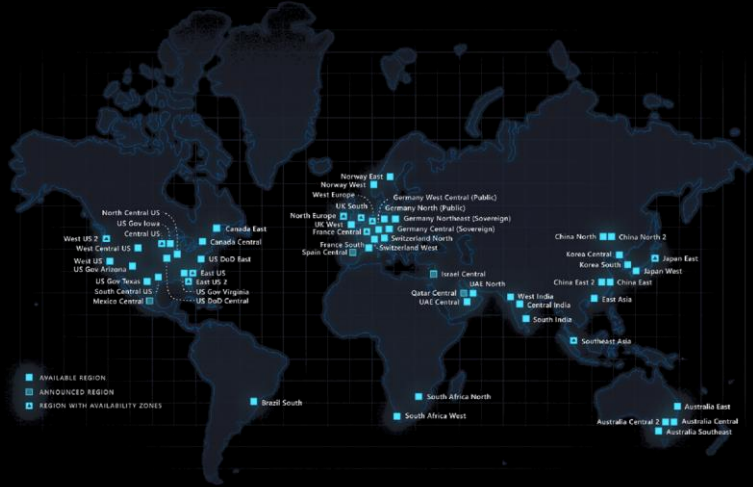 Norway East
Norway West
West Europe
Germany West Central (Public)
UK South
Germany North (Public)
North Europe
Germany Northeast (Sovereign)
UK West
France Central
Germany Central (Sovereign)
Switzerland North
France South
Switzerland West
Spain Central
North Central US
US Gov Iowa
Central US
Canada East
West US 2
Canada Central
West Central US
West US
US DoD East
US Gov Arizona
East US
US Gov Texas
East US 2
South Central US
US Gov Virginia
Mexico Central
US DoD Central
Israel Central
UAE North
Qatar Central
UAE Central
West India
Central India
South India
China North
China North 2
Korea Central
Japan East
Korea South
Japan West
China East 2
China East
East Asia
Southeast Asia
AVAILABLE REGION
ANNOUNCED REGION
REGION WITH AVAILABILITY ZONES
Brazil South
South Africa North
South Africa West
Australia East
Australia Central 2
Australia Central
Australia Southeast